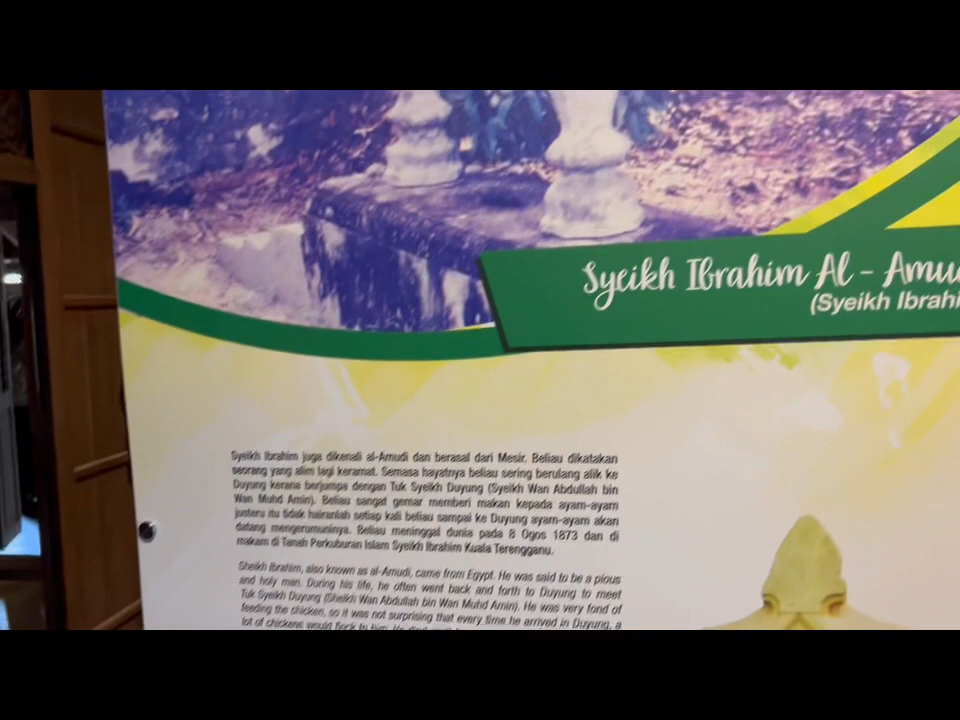 Syeikh Ibrahim Al - Amu
(Syeikh Ibrahi
Syeikh Ibrahim juga dikenali al-Amudi dan berasal dari Mesir. Beliau dikatakan
seorang yang alim lagi keramat. Semasa hayatnya beliau sering berulang alik ke
Duyung kerana berjumpa dengan Tuk Syeikh Duyung (Syeikh Wan Abdullah bin
Wan Muhd Amin). Beliau sangat gemar memberi makan kepada ayam-ayam
justeru itu tidak hairanlah setiap kali beliau sampai ke Duyung ayam-ayam akan
datang mengerumuninya. Beliau meninggal dunia pada 8 Ogos 1873 dan di
makam di Tanah Perkuburan Islam Syeikh Ibrahim Kuala Terengganu.
Sheikh Ibrahim, also known as al-Amudi, came from Egypt. He was said to be a pious
and holy man. During his life, he often went back and forth to Duyung to meet
Tuk Syeikh Duyung (Sheikh Wan Abdullah bin Wan Muhd Amin). He was very fond of
feeding the chicken, so it was not surprising that every time he arrived in Duyung, a
lot of chickens would flock to him. He died